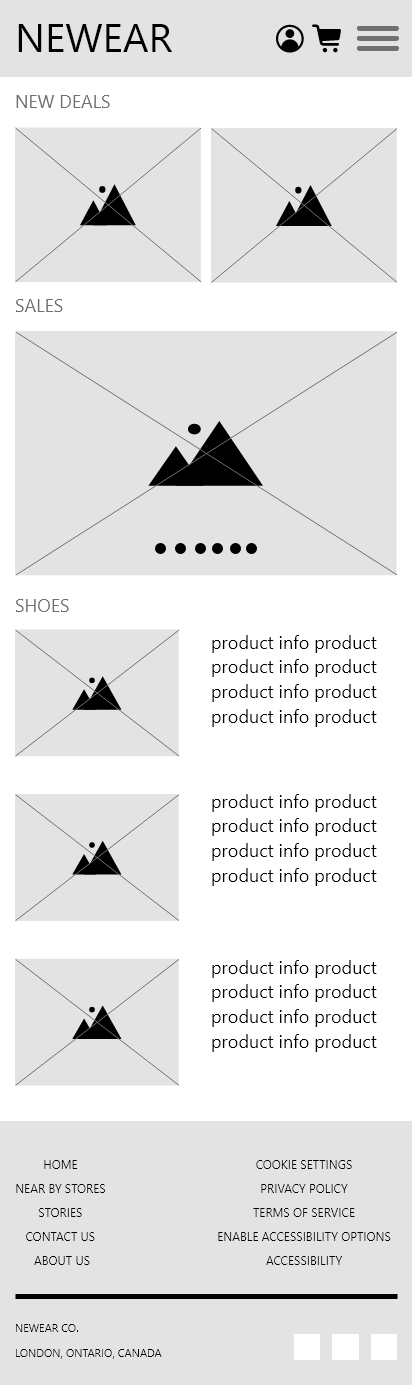 NEWEAR
NEW DEALS
SALES
SHOES
product info product
product info product
product info product
product info product
product info product
product info product
product info product
product info product
product info product
product info product
product info product
product info product
HOME
NEAR BY STORES
STORIES
CONTACT US
ABOUT US
COOKIE SETTINGS
PRIVACY POLICY
TERMS OF SERVICE
ENABLE ACCESSIBILITY OPTIONS
ACCESSIBILITY
NEWEAR CO.
LONDON, ONTARIO, CANADA